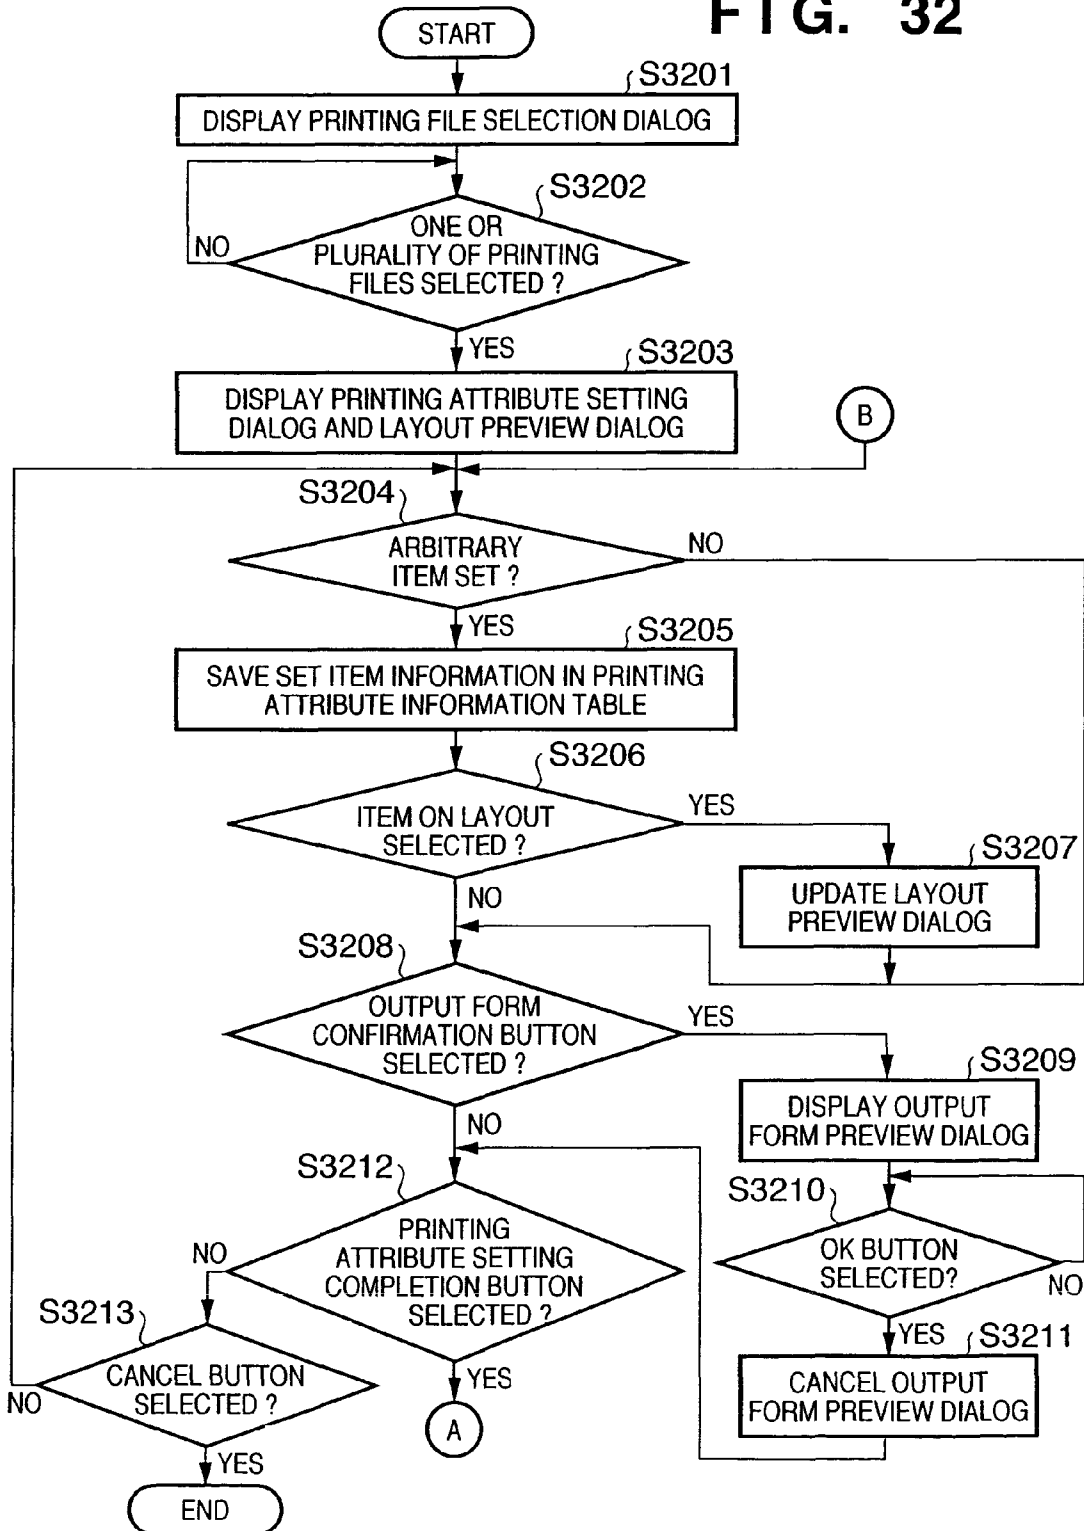 FIG. 32
START
S3201
DISPLAY PRINTING FILE SELECTION DIALOG
S3202
ONE OR
PLURALITY OF PRINTING
FILES SELECTED ?
NO
YES
S3203
DISPLAY PRINTING ATTRIBUTE SETTING
DIALOG AND LAYOUT PREVIEW DIALOG
B
S3204
ARBITRARY
ITEM SET ?
NO
YES
S3205
SAVE SET ITEM INFORMATION IN PRINTING
ATTRIBUTE INFORMATION TABLE
S3206
ITEM ON LAYOUT
SELECTED ?
YES
NO
S3207
UPDATE LAYOUT
PREVIEW DIALOG
S3208
OUTPUT FORM
CONFIRMATION BUTTON
SELECTED ?
YES
NO
S3209
DISPLAY OUTPUT
FORM PREVIEW DIALOG
S3210
OK BUTTON
SELECTED?
NO
YES
S3211
CANCEL OUTPUT
FORM PREVIEW DIALOG
S3212
PRINTING
ATTRIBUTE SETTING
COMPLETION BUTTON
SELECTED ?
NO
YES
A
S3213
CANCEL BUTTON
SELECTED ?
NO
YES
END